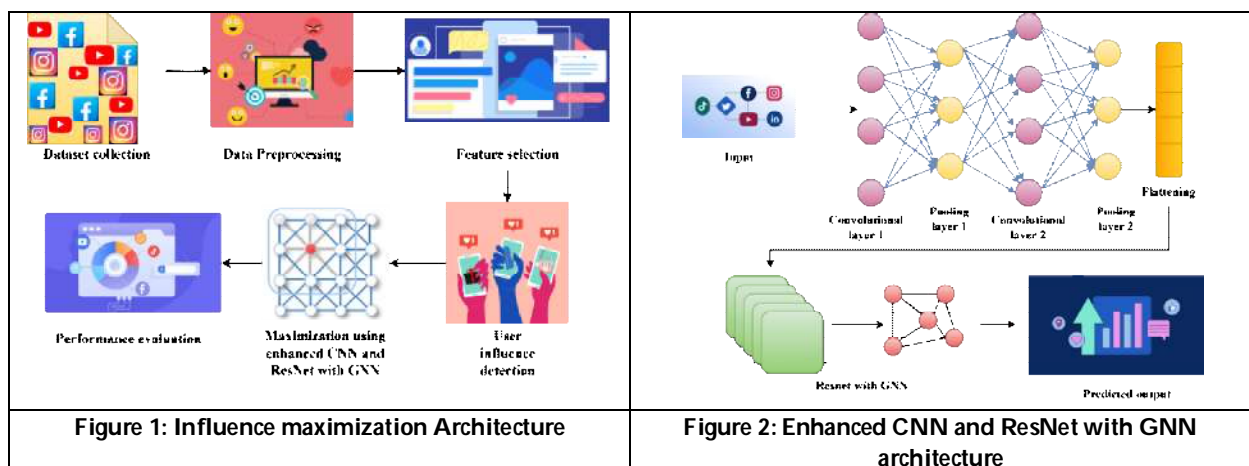 Dataset collection
Data Preprocessing
Feature selection
Performance evaluation
Maximization using
enhanced CNN and
ResNet with GNN
User
influence
detection
Figure 1: Influence maximization Architecture
Input
Convolutional
layer 1
Pooling
layer 1
Convolutional
layer 2
Pooling
layer 2
Flattening
Resnet with GNN
Predicted output
Figure 2: Enhanced CNN and ResNet with GNN
architecture